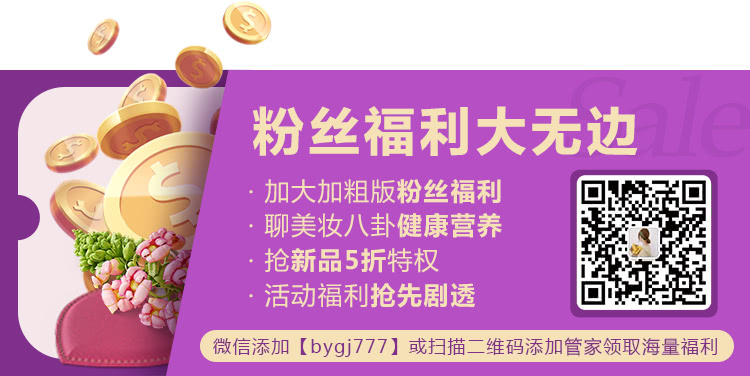 Sale
粉丝福利大无边
· 加大加粗版粉丝福利
· 聊美妆八卦健康营养
· 抢新品5折特权
· 活动福利抢先剧透
微信添加【bygj777】或扫描二维码添加管家领取海量福利